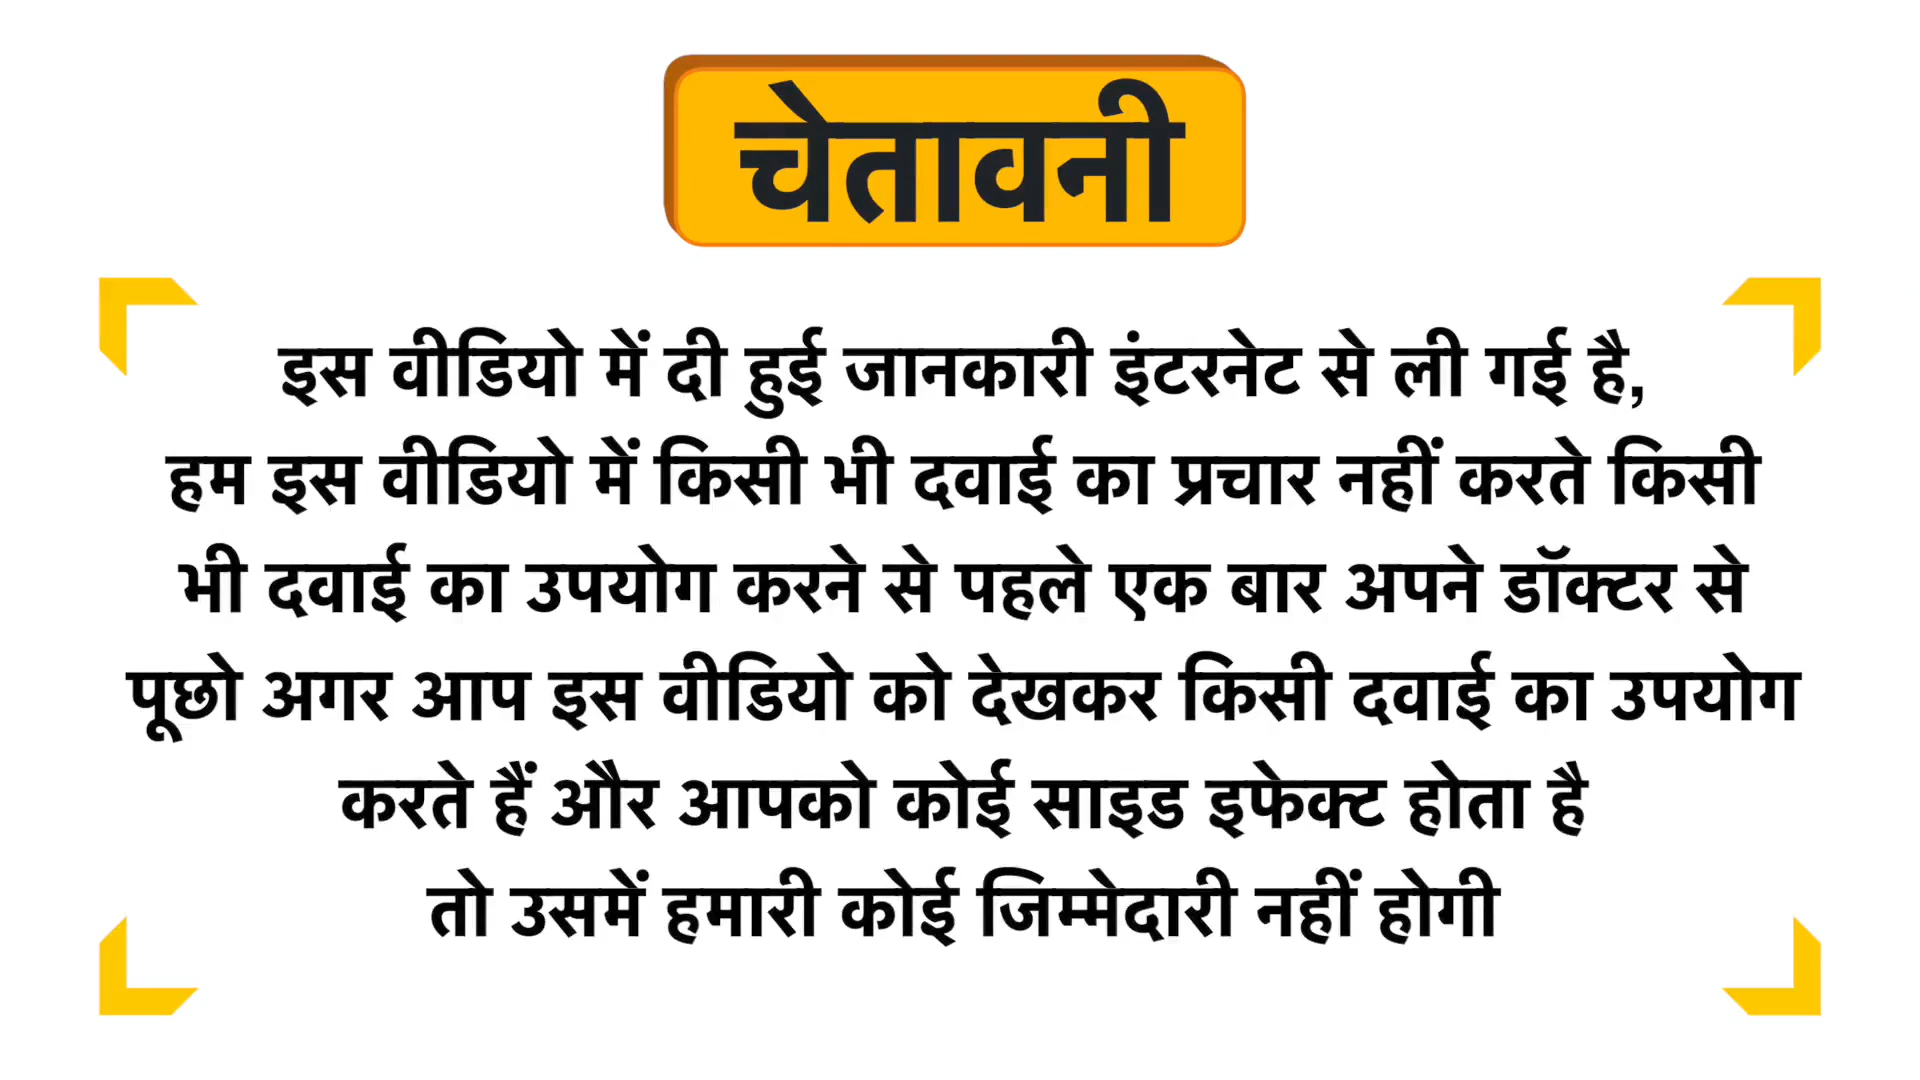 चेतावनी
इस वीडियो में दी हुई जानकारी इंटरनेट से ली गई है,
हम इस वीडियो में किसी भी दवाई का प्रचार नहीं करते किसी
भी दवाई का उपयोग करने से पहले एक बार अपने डॉक्टर से
पूछो अगर आप इस वीडियो को देखकर किसी दवाई का उपयोग
करते हैं और आपको कोई साइड इफेक्ट होता है
तो उसमें हमारी कोई जिम्मेदारी नहीं होगी